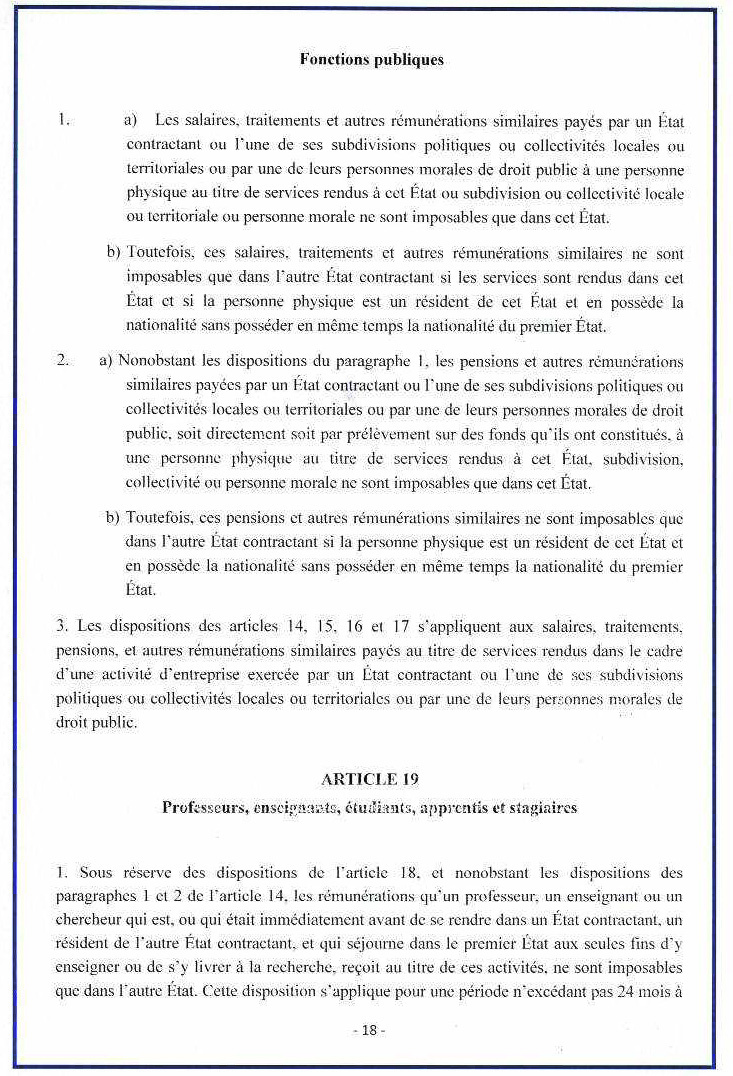 Fonctions publiques
1. a) Les salaires, traitements et autres rémunérations similaires payés par un État
contractant ou l'une de ses subdivisions politiques ou collectivités locales ou
territoriales ou par une de leurs personnes morales de droit public à une personne
physique au titre de services rendus à cet État ou subdivision ou collectivité locale
ou territoriale ou personne morale ne sont imposables que dans cet État.
b) Toutefois, ces salaires, traitements et autres rémunérations similaires ne sont
imposables que dans l'autre État contractant si les services sont rendus dans cet
État et si la personne physique est un résident de cet État et en possède la
nationalité sans posséder en même temps la nationalité du premier État.
2. a) Nonobstant les dispositions du paragraphe 1, les pensions et autres rémunérations
similaires payées par un État contractant ou l'une de ses subdivisions politiques ou
collectivités locales ou territoriales ou par une de leurs personnes morales de droit
public, soit directement soit par prélèvement sur des fonds qu'ils ont constitués, à
une personne physique au titre de services rendus à cet État, subdivision,
collectivité ou personne morale ne sont imposables que dans cet État.
b) Toutefois, ces pensions et autres rémunérations similaires ne sont imposables que
dans l'autre État contractant si la personne physique est un résident de cet État et
en possède la nationalité sans posséder en même temps la nationalité du premier
État.
3. Les dispositions des articles 14, 15, 16 et 17 s'appliquent aux salaires, traitements,
pensions, et autres rémunérations similaires payés au titre de services rendus dans le cadre
d'une activité d'entreprise exercée par un État contractant ou l'une de ses subdivisions
politiques ou collectivités locales ou territoriales ou par une de leurs personnes morales de
droit public.
ARTICLE 19
Professeurs, enseignants, étudiants, apprentis et stagiaires
1. Sous réserve des dispositions de l'article 18, et nonobstant les dispositions des
paragraphes 1 et 2 de l'article 14, les rémunérations qu'un professeur, un enseignant ou un
chercheur qui est, ou qui était immédiatement avant de se rendre dans un État contractant, un
résident de l'autre État contractant, et qui séjourne dans le premier État aux seules fins d'y
enseigner ou de s'y livrer à la recherche, reçoit au titre de ces activités, ne sont imposables
que dans l'autre État. Cette disposition s'applique pour une période n'excédant pas 24 mois à
- 18 -